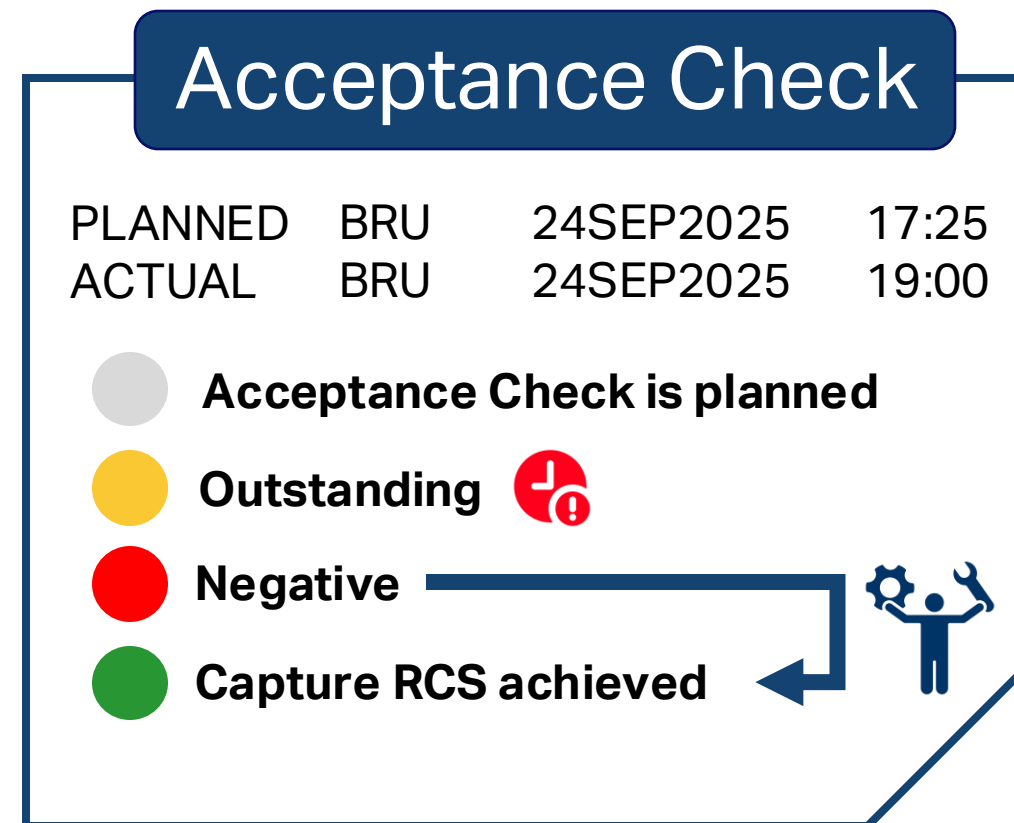 Acceptance Check
PLANNED BRU 24SEP2025 17:25
ACTUAL BRU 24SEP2025 19:00
Acceptance Check is planned
Outstanding
Negative
Capture RCS achieved